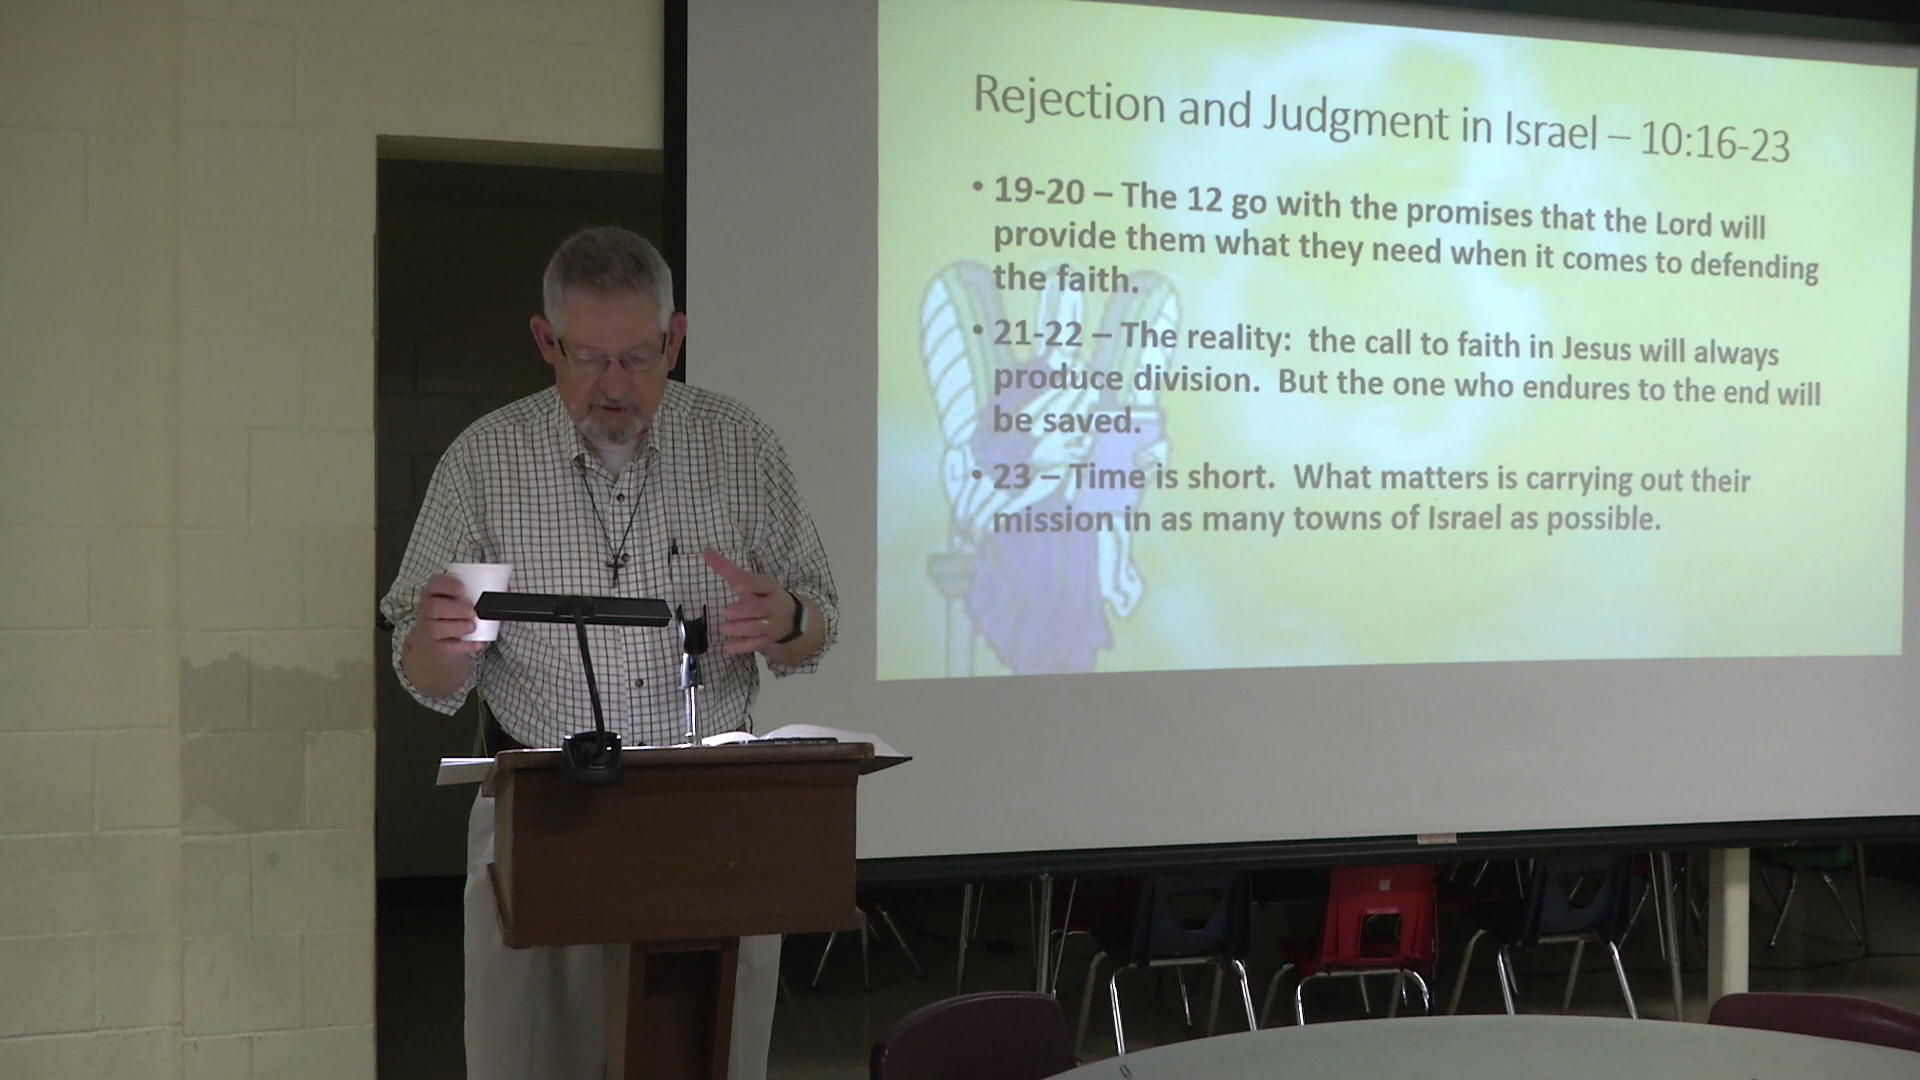 Rejection and Judgment in Israel – 10:16-23
• 19-20 – The 12 go with the promises that the Lord will
provide them what they need when it comes to defending
the faith.
• 21-22 – The reality:  the call to faith in Jesus will always
produce division.  But the one who endures to the end will
be saved.
• 23 – Time is short.  What matters is carrying out their
mission in as many towns of Israel as possible.